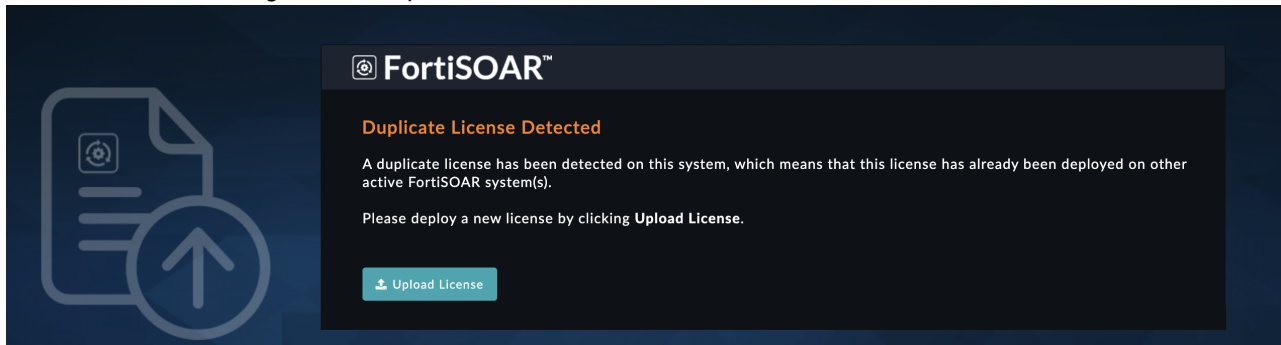 FortiSOAR™
Duplicate License Detected
A duplicate license has been detected on this system, which means that this license has already been deployed on other
active FortiSOAR system(s).
Please deploy a new license by clicking Upload License.
Upload License